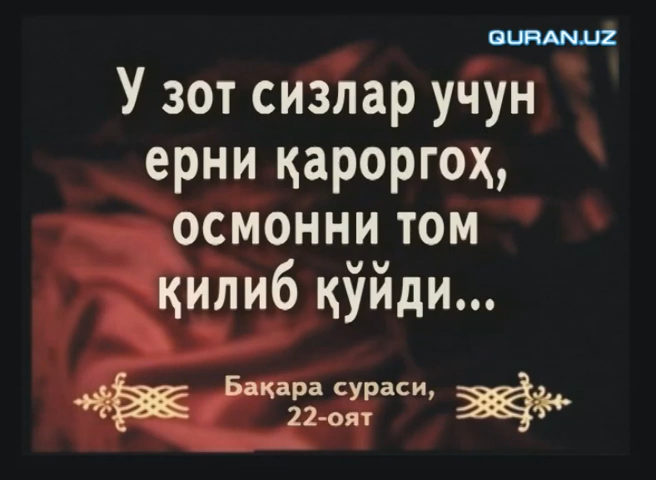 QURAN.UZ
У зот сизлар учун
ерни қароргоҳ,
осмонни том
қилиб қўйди...
Бақара сураси,
22-оят